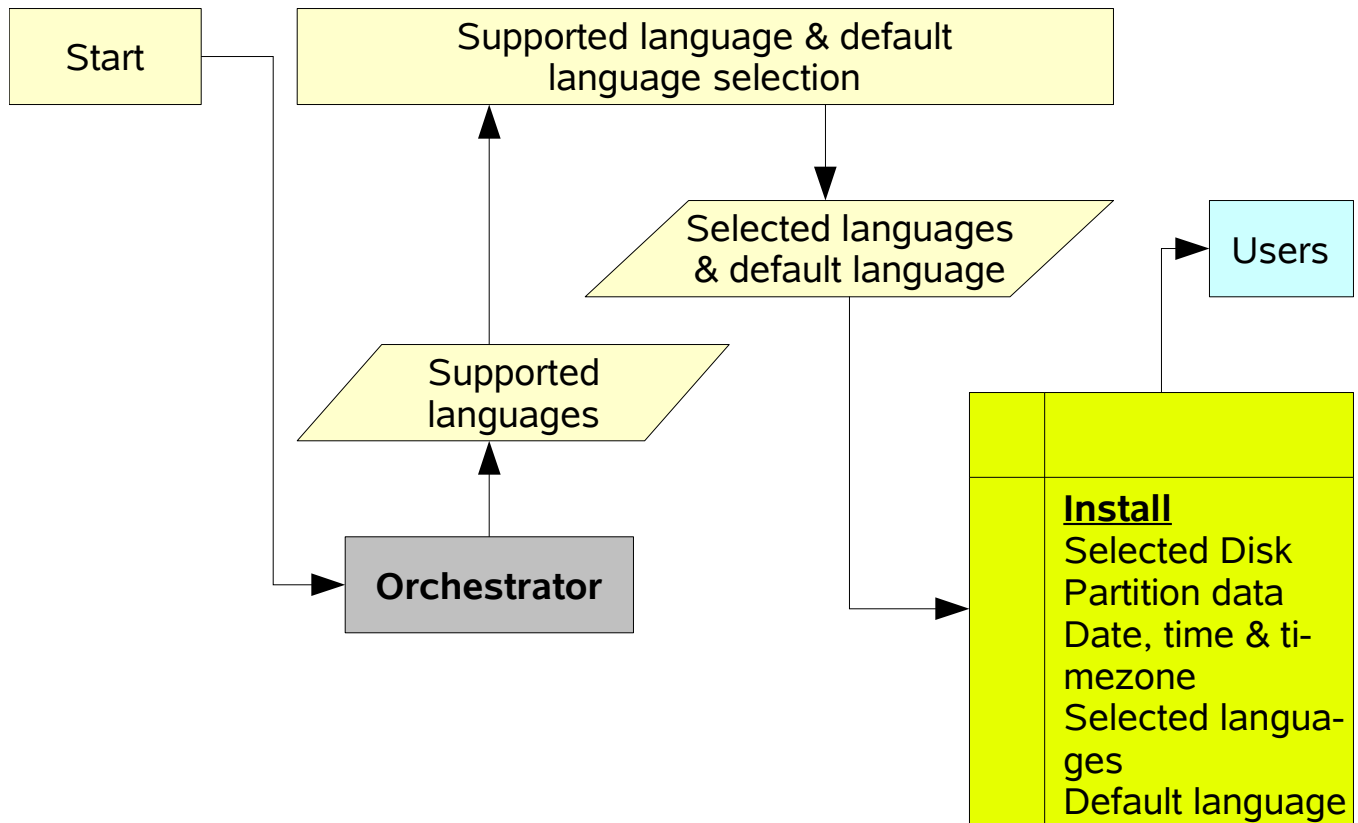 Start
Supported language & default
language selection
Selected languages
& default language
Users
Supported
languages
Orchestrator
Install
Selected Disk
Partition data
Date, time & ti-
mezone
Selected langua-
ges
Default language